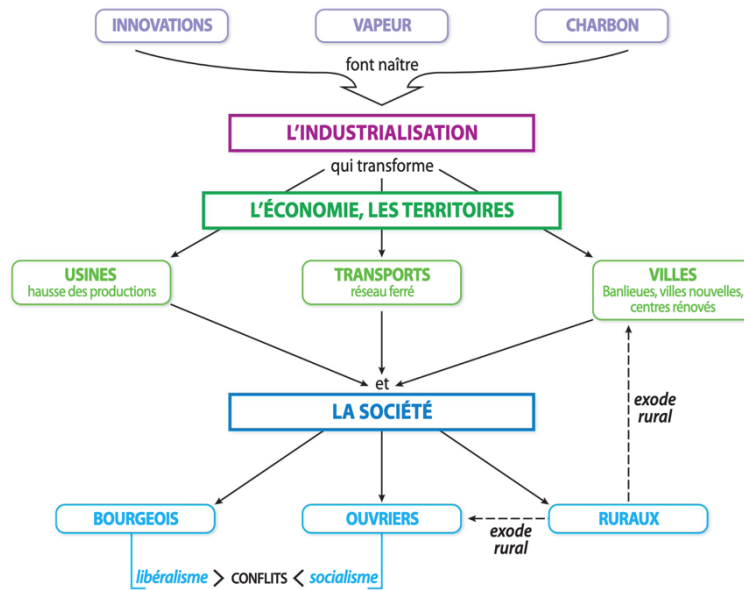 INNOVATIONS
VAPEUR
CHARBON
font naître
L'INDUSTRIALISATION
qui transforme
L'ÉCONOMIE, LES TERRITOIRES
USINES
hausse des productions
TRANSPORTS
réseau ferré
VILLES
Banlieues, villes nouvelles,
centres rénovés
et
LA SOCIÉTÉ
exode
rural
BOURGEOIS
OUVRIERS
RURAUX
exode
rural
libéralisme > CONFLITS < socialisme